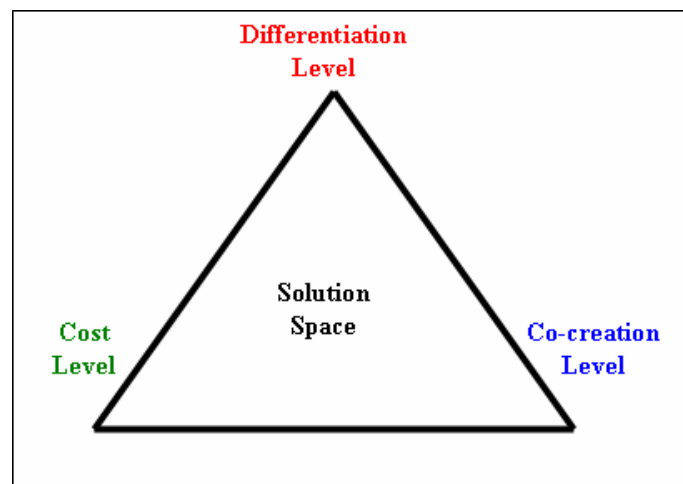 Differentiation
Level
Solution
Space
Cost
Level
Co-creation
Level